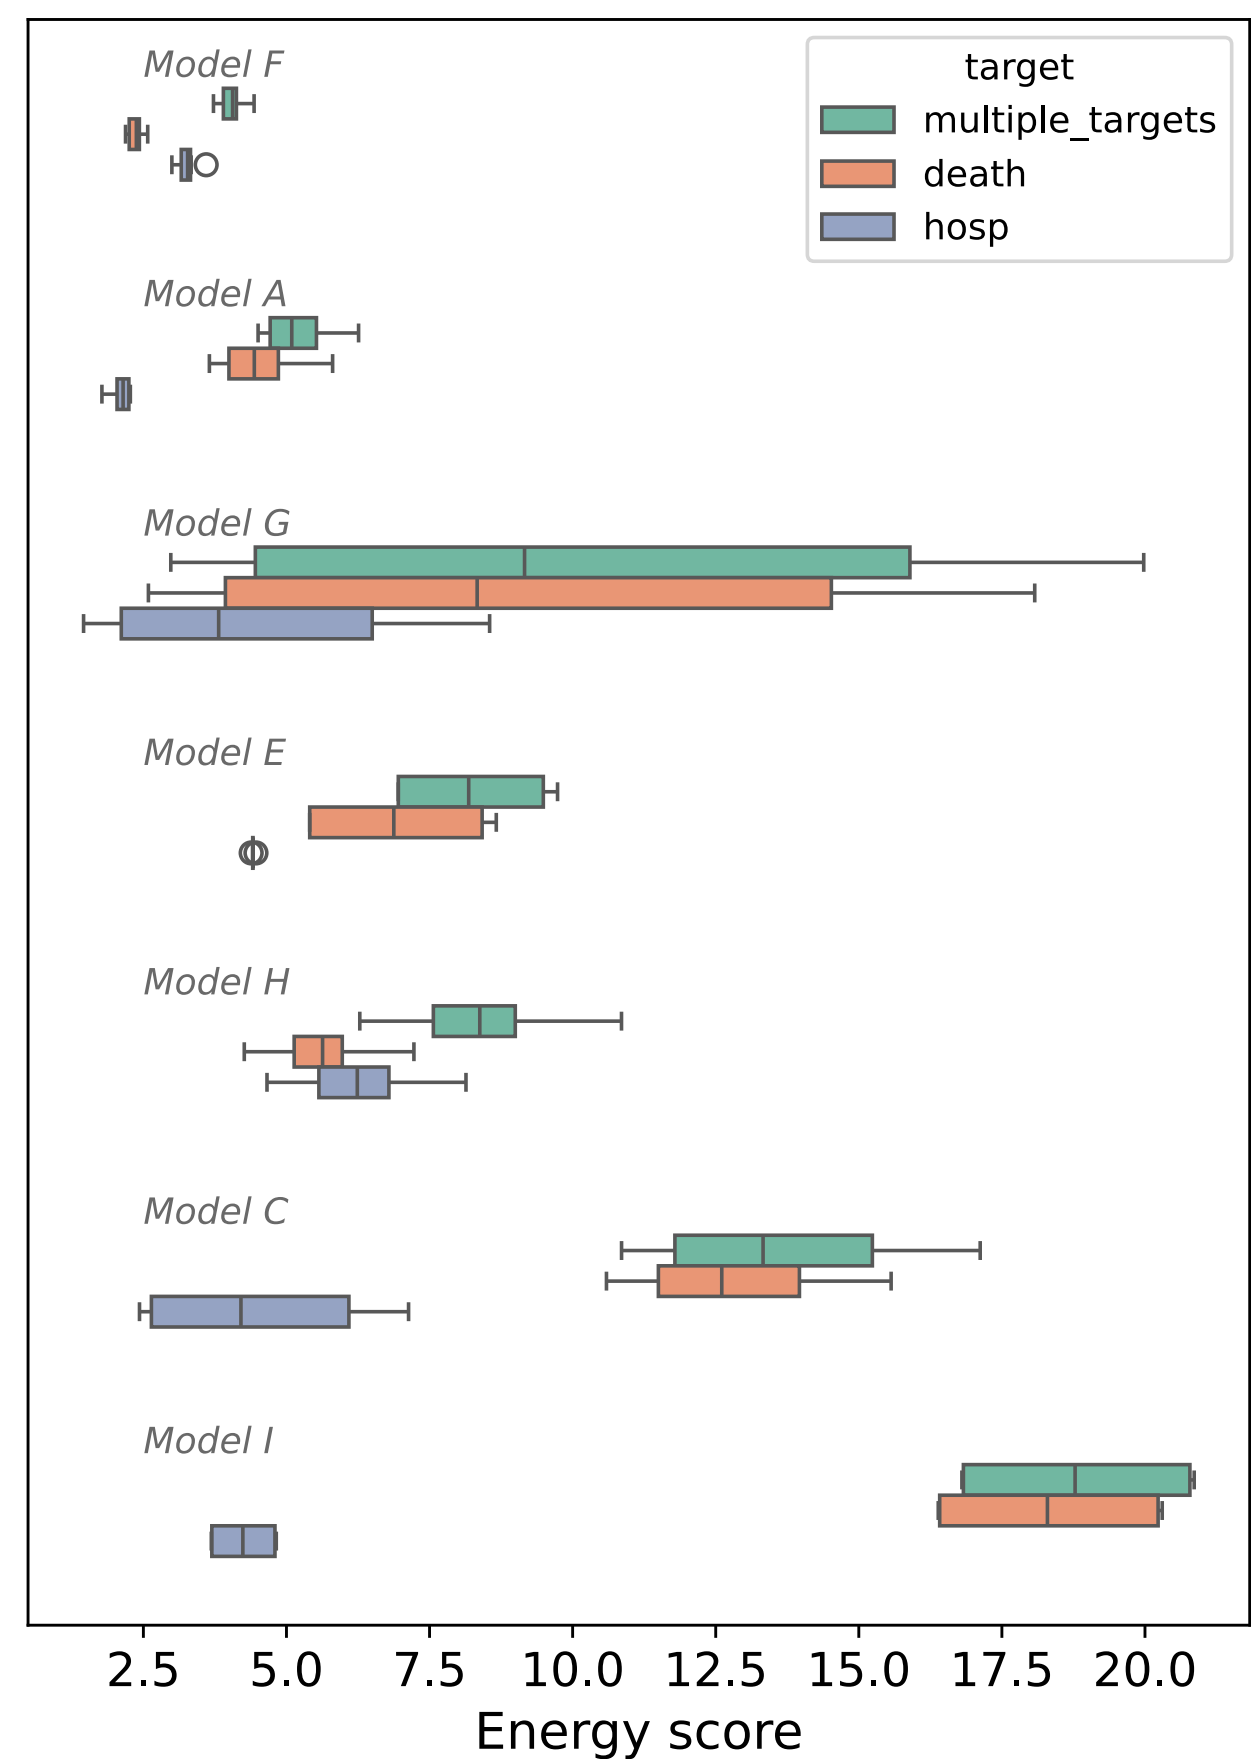 Model F
target
multiple_targets
death
hosp
Model A
Model G
Model E
Model H
Model C
Model I
2.5 5.0 7.5 10.0 12.5 15.0 17.5 20.0
Energy score